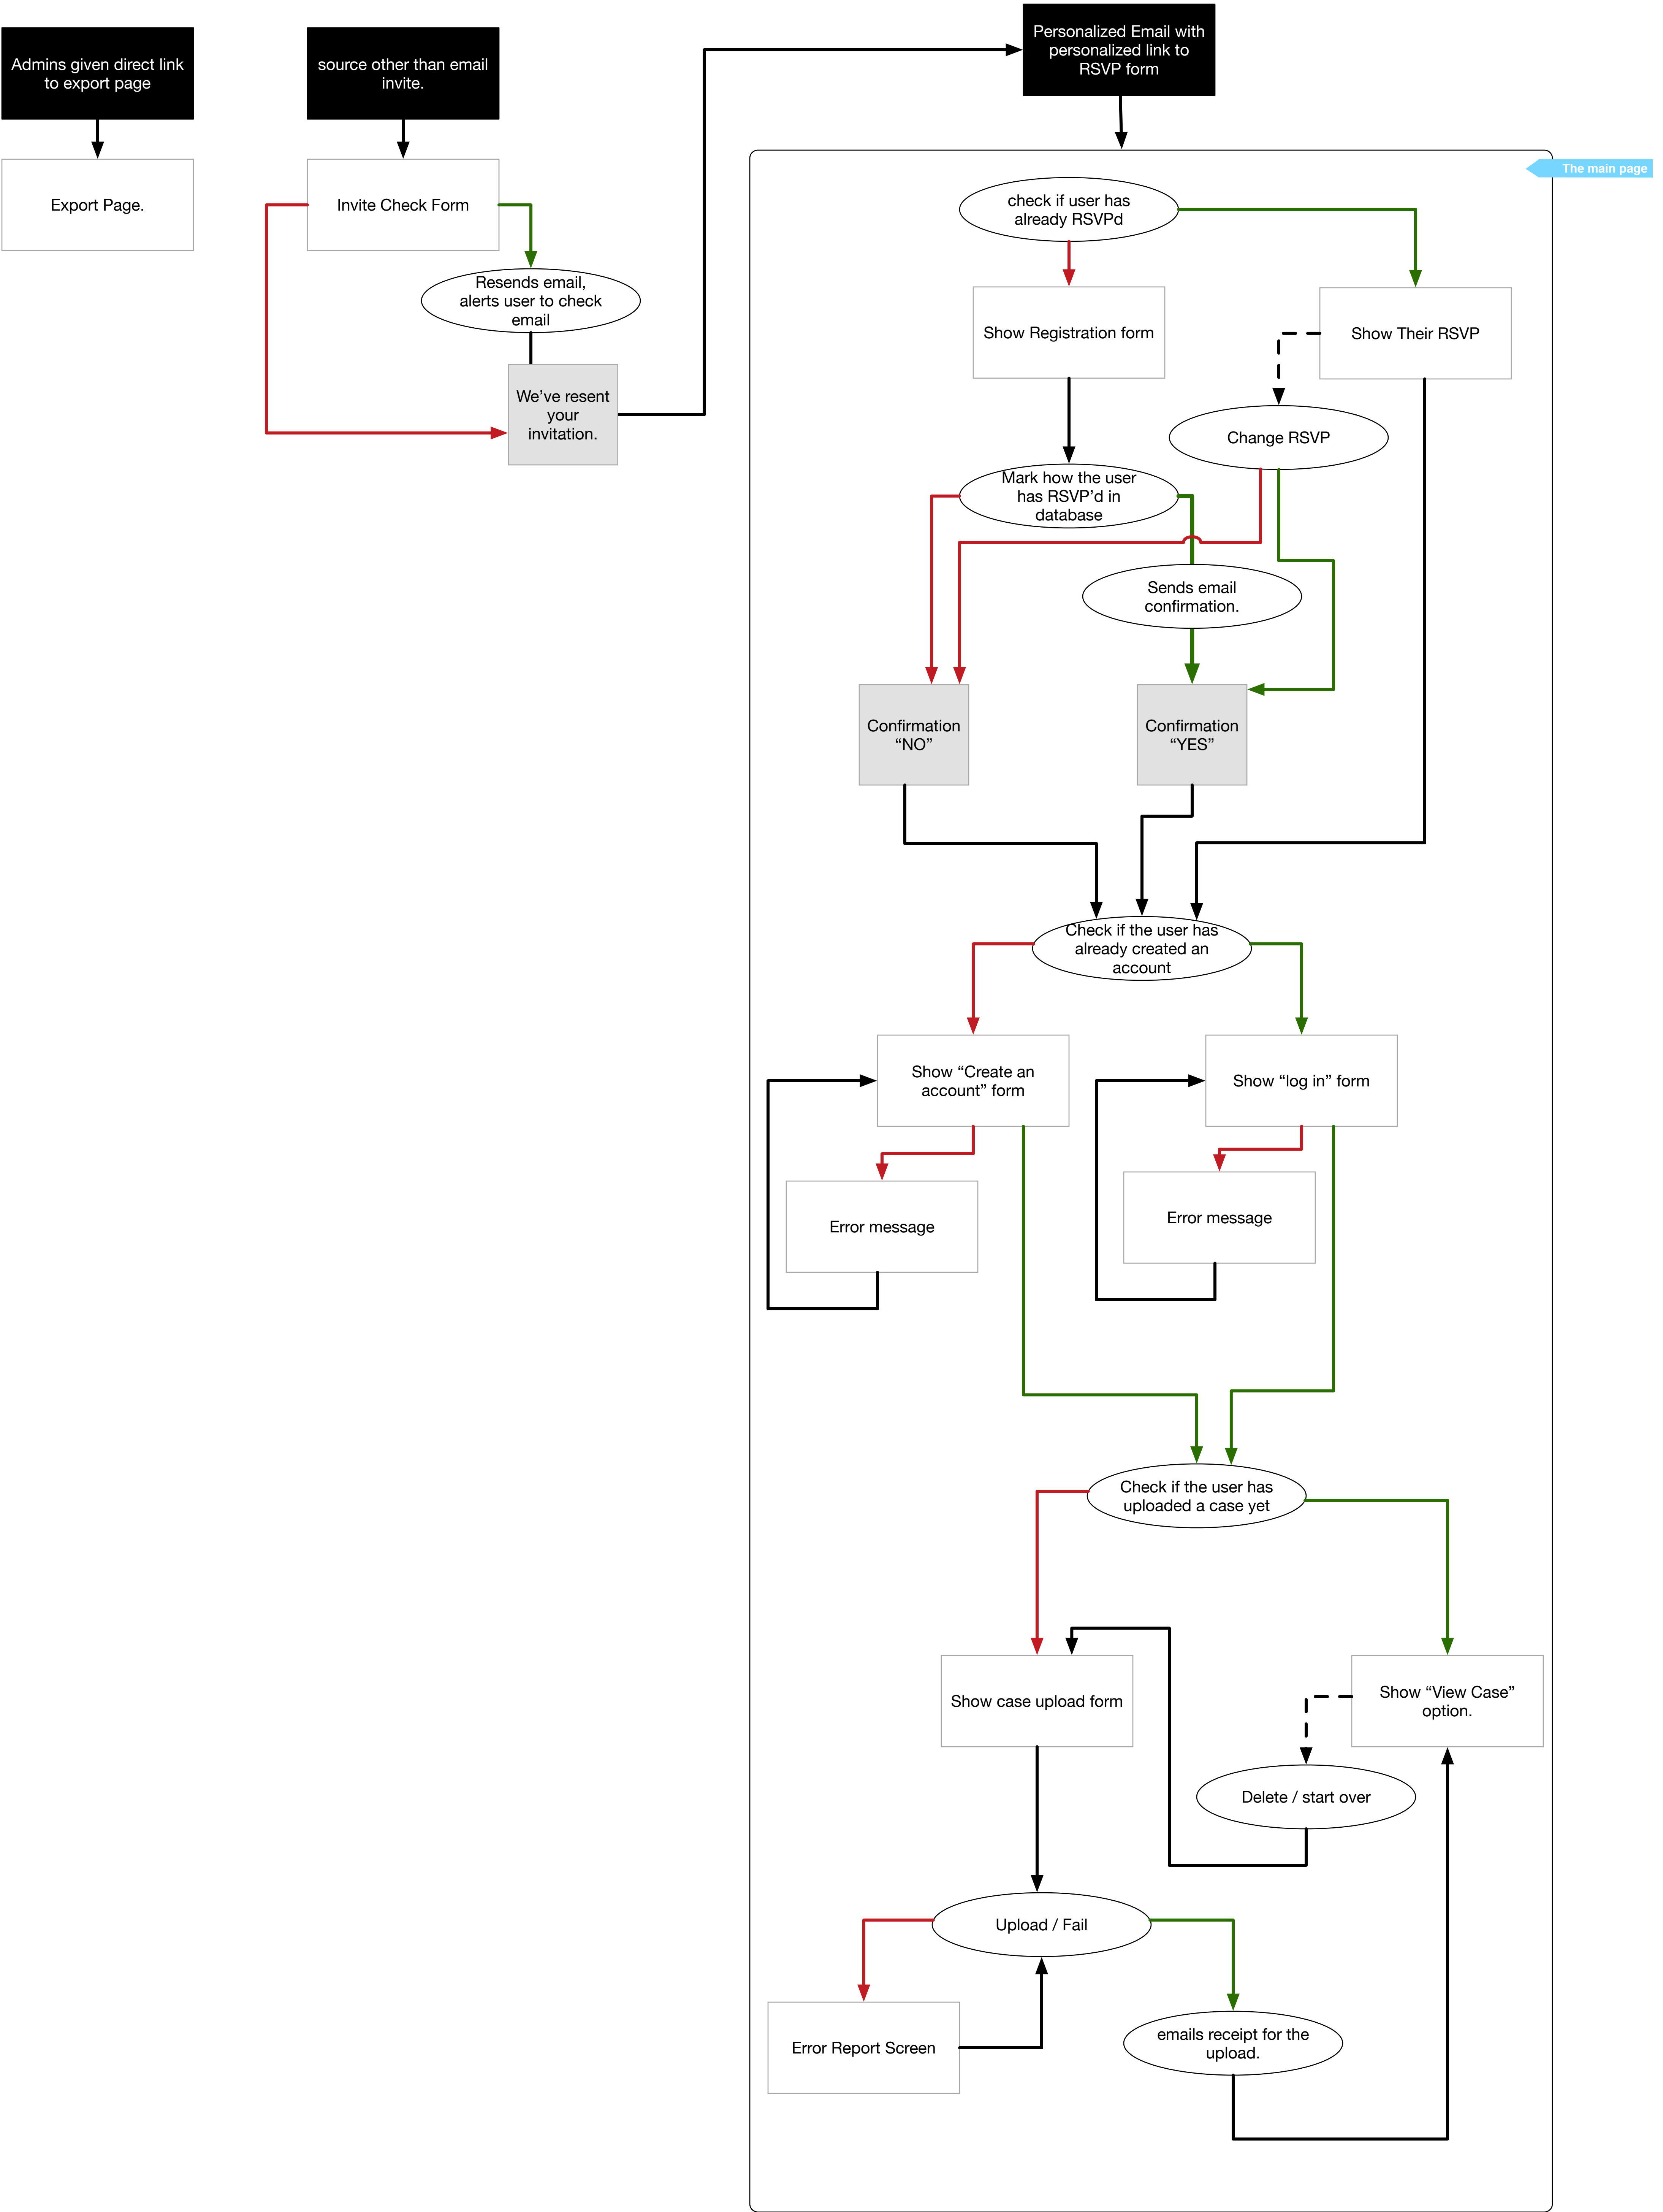 Admins given direct link
to export page
source other than email
invite.
Personalized Email with
personalized link to
RSVP form
The main page
Export Page.
Invite Check Form
Resends email,
alerts user to check
email
We’ve resent
your
invitation.
check if user has
already RSVPd
Show Registration form
Show Their RSVP
Change RSVP
Mark how the user
has RSVP’d in
database
Sends email
confirmation.
Confirmation
“NO”
Confirmation
“YES”
Check if the user has
already created an
account
Show “Create an
account” form
Show “log in” form
Error message
Error message
Check if the user has
uploaded a case yet
Show case upload form
Show “View Case”
option.
Delete / start over
Upload / Fail
Error Report Screen
emails receipt for the
upload.